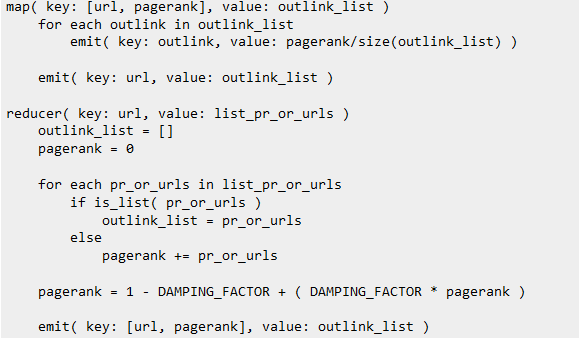 map( key: [url, pagerank], value: outlink_list )
    for each outlink in outlink_list
        emit( key: outlink, value: pagerank/size(outlink_list) )

    emit( key: url, value: outlink_list )

reducer( key: url, value: list_pr_or_urls )
    outlink_list = []
    pagerank = 0

    for each pr_or_urls in list_pr_or_urls
        if is_list( pr_or_urls )
            outlink_list = pr_or_urls
        else
            pagerank += pr_or_urls

    pagerank = 1 - DAMPING_FACTOR + ( DAMPING_FACTOR * pagerank )

    emit( key: [url, pagerank], value: outlink_list )